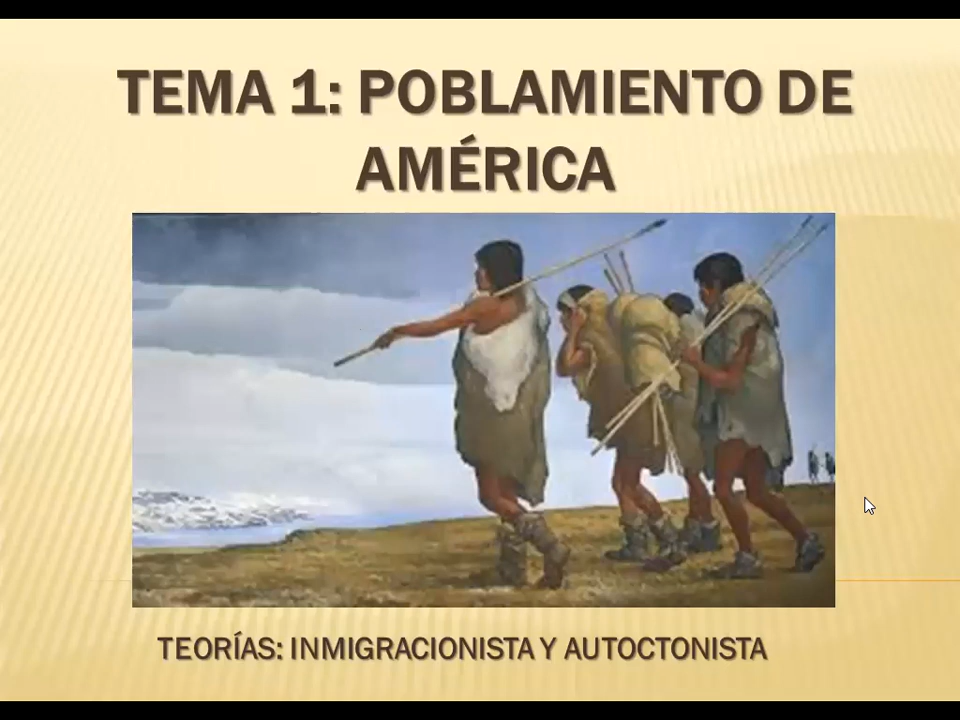 TEMA 1: POBLAMIENTO DE
AMÉRICA
TEORÍAS: INMIGRACIONISTA Y AUTOCTONISTA